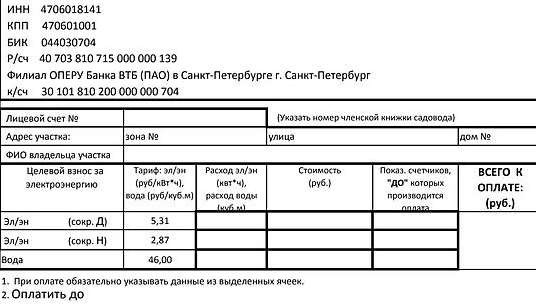 ИНН 4706018141
КПП 470601001
БИК 044030704
Р/сч 40 703 810 715 000 000 139
Филиал ОПЕРУ Банка ВТБ (ПАО) в Санкт-Петербурге г. Санкт-Петербург
к/сч 30 101 810 200 000 000 704
Лицевой счет № (Указать номер членской книжки садовода)
Адрес участка: зона № улица дом №
ФИО владельца участка
Целевой взнос за электроэнергию
Тариф: эл/эн (руб/кВт*ч), вода (руб/куб.м)
Расход эл/эн (квт*ч), расход воды (куб.м)
Стоимость (руб.)
Показ. счетчиков, "ДО" которых производится оплата
ВСЕГО К ОПЛАТЕ: (руб.)
Эл/эн (сокр. Д) 5,31
Эл/эн (сокр. Н) 2,87
Вода 46,00
1. При оплате обязательно указывать данные из выделенных ячеек.
2. Оплатить до